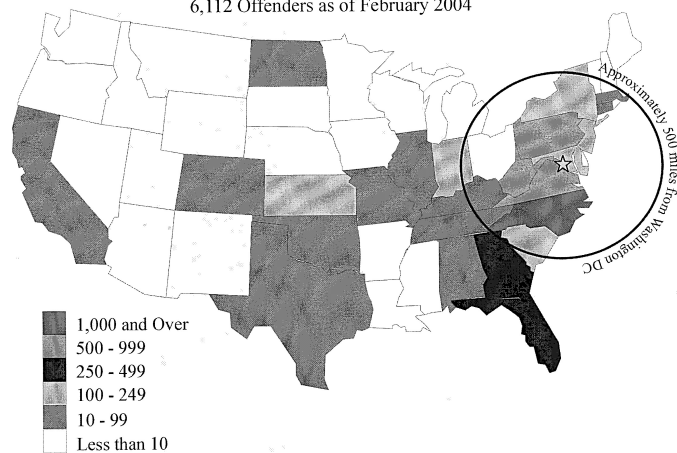 6,112 Offenders as of February 2004
Approximately 500 miles from Washington DC
1,000 and Over
500 - 999
250 - 499
100 - 249
10 - 99
Less than 10